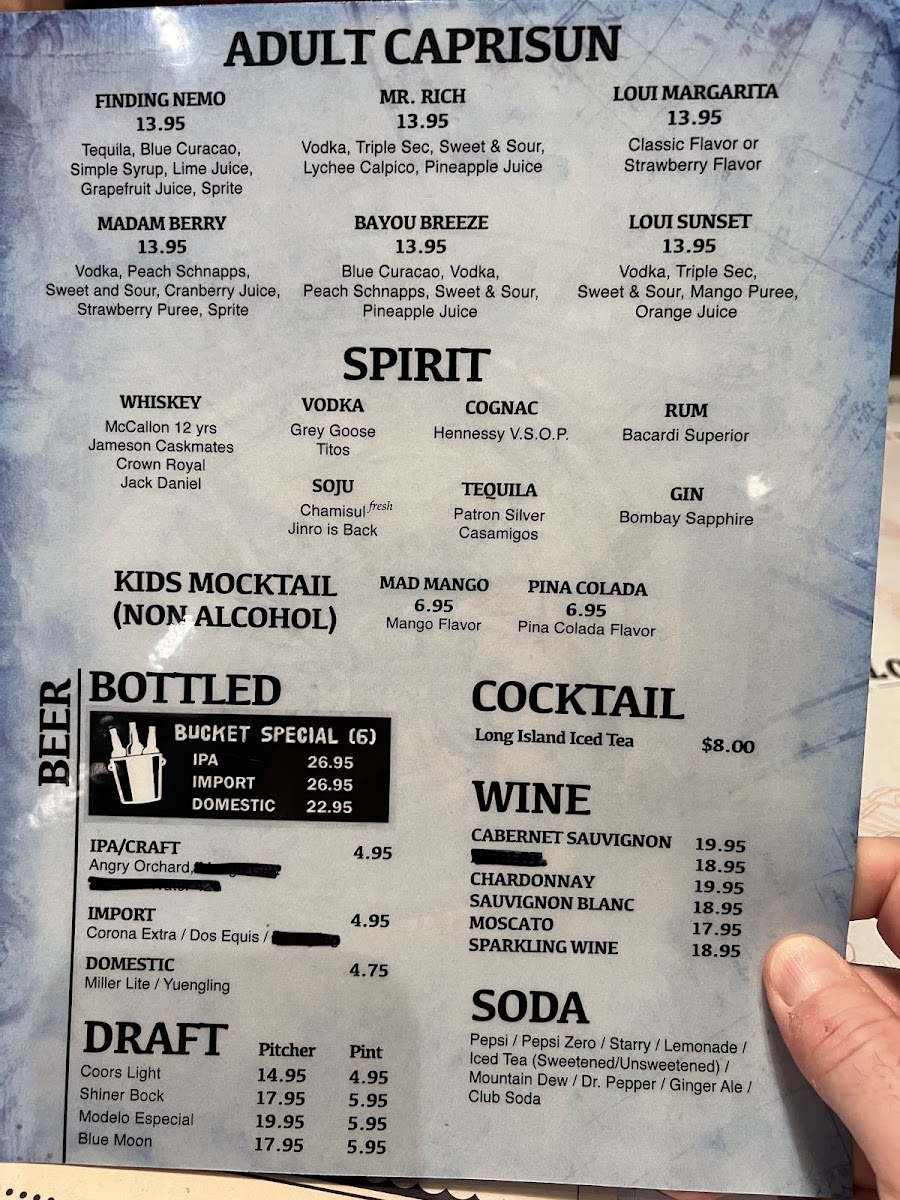 ADULT CAPRISUN
FINDING NEMO
13.95
Tequila, Blue Curacao,
Simple Syrup, Lime Juice,
Grapefruit Juice, Sprite
MR. RICH
13.95
Vodka, Triple Sec, Sweet & Sour,
Lychee Calpico, Pineapple Juice
LOUI MARGARITA
13.95
Classic Flavor or
Strawberry Flavor
MADAM BERRY
13.95
Vodka, Peach Schnapps,
Sweet and Sour, Cranberry Juice,
Strawberry Puree, Sprite
BAYOU BREEZE
13.95
Blue Curacao, Vodka,
Peach Schnapps, Sweet & Sour,
Pineapple Juice
LOUI SUNSET
13.95
Vodka, Triple Sec,
Sweet & Sour, Mango Puree,
Orange Juice
SPIRIT
WHISKEY
McCallon 12 yrs
Jameson Caskmates
Crown Royal
Jack Daniel
VODKA
Grey Goose
Titos
COGNAC
Hennessy V.S.O.P.
RUM
Bacardi Superior
SOJU
Chamisul fresh
Jinro is Back
TEQUILA
Patron Silver
Casamigos
GIN
Bombay Sapphire
KIDS MOCKTAIL
(NON ALCOHOL)
MAD MANGO
6.95
Mango Flavor
PINA COLADA
6.95
Pina Colada Flavor
BEER
BOTTLED
BUCKET SPECIAL (6)
IPA 26.95
IMPORT 26.95
DOMESTIC 22.95
IPA/CRAFT 4.95
Angry Orchard,
IMPORT 4.95
Corona Extra / Dos Equis /
DOMESTIC 4.75
Miller Lite / Yuengling
DRAFT Pitcher Pint
Coors Light 14.95 4.95
Shiner Bock 17.95 5.95
Modelo Especial 19.95 5.95
Blue Moon 17.95 5.95
COCKTAIL
Long Island Iced Tea $8.00
WINE
CABERNET SAUVIGNON 19.95
18.95
CHARDONNAY 19.95
SAUVIGNON BLANC 18.95
MOSCATO 17.95
SPARKLING WINE 18.95
SODA
Pepsi / Pepsi Zero / Starry / Lemonade /
Iced Tea (Sweetened/Unsweetened) /
Mountain Dew / Dr. Pepper / Ginger Ale /
Club Soda